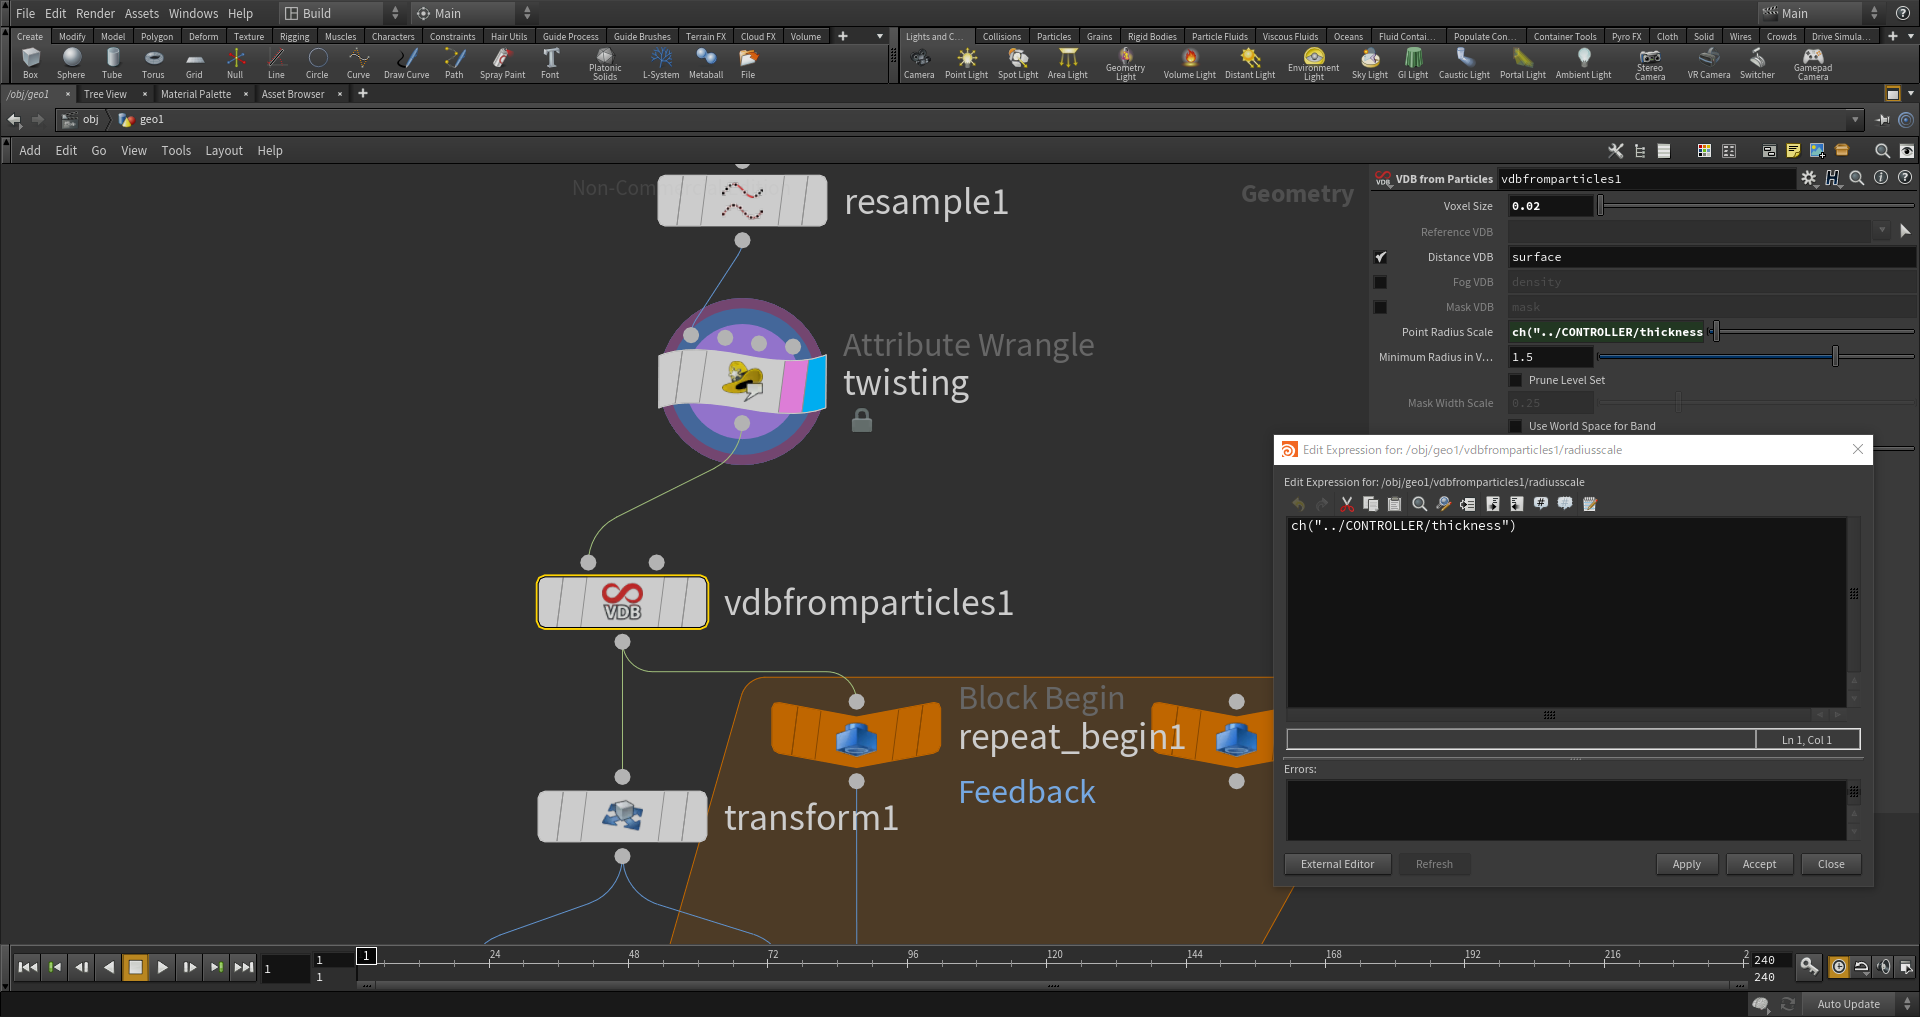 File Edit Render Assets Windows Help Build Main Main
Create Modify Model Polygon Deform Texture Rigging Muscles Characters Constraints Hair Utils Guide Process Guide Brushes Terrain FX Cloud FX Volume
Lights and C... Collisions Particles Grains Rigid Bodies Particle Fluids Viscous Fluids Oceans Fluid Contai... Populate Con... Container Tools Pyro FX Cloth Solid Wires Crowds Drive Simula...
Box Sphere Tube Torus Grid Null Line Circle Curve Draw Curve Path Spray Paint Font Platonic Solids L-System Metaball File
Camera Point Light Spot Light Area Light Geometry Light Volume Light Distant Light Environment Light Sky Light GI Light Caustic Light Portal Light Ambient Light Stereo Camera VR Camera Switcher Gamepad Camera
/obj/geo1 Tree View Material Palette Asset Browser
obj geo1
Add Edit Go View Tools Layout Help
Non-Com
resample1
Geometry
Attribute Wrangle
twisting
vdbfromparticles1
VDB
Block Begin
repeat_begin1
Feedback
transform1
VDB VDB from Particles vdbfromparticles1
Voxel Size 0.02
Reference VDB
Distance VDB surface
Fog VDB density
Mask VDB mask
Point Radius Scale ch("../CONTROLLER/thickness
Minimum Radius in V... 1.5
Prune Level Set
Mask Width Scale 0.25
Use World Space for Band
Edit Expression for: /obj/geo1/vdbfromparticles1/radiusscale
Edit Expression for: /obj/geo1/vdbfromparticles1/radiusscale
ch("../CONTROLLER/thickness")
Ln 1, Col 1
Errors:
External Editor Refresh Apply Accept Close
1 1 1 1 24 48 72 96 120 144 168 192 216 2 240
240
Auto Update